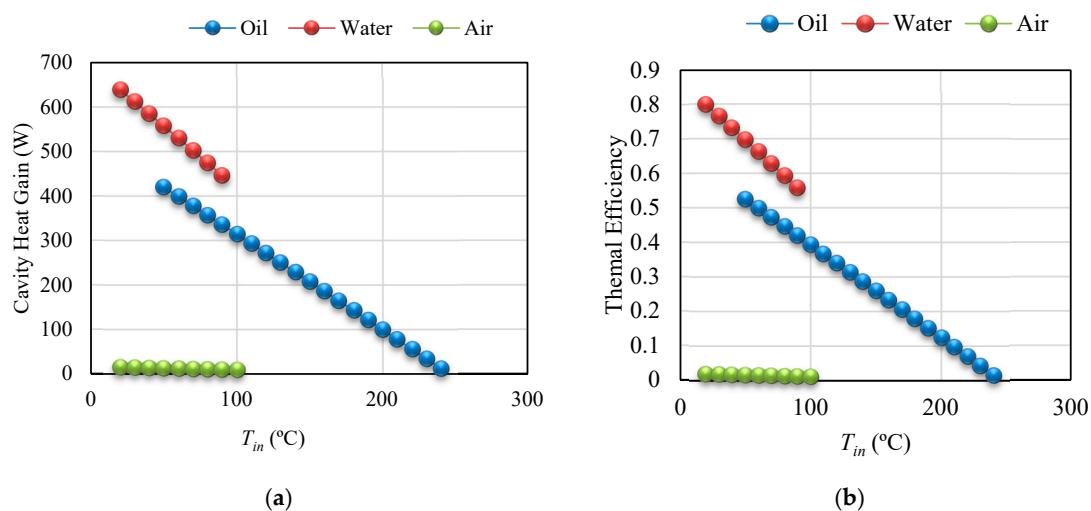 Oil Water Air
Cavity Heat Gain (W)
700
600
500
400
300
200
100
0
0 100 200 300
T_in (ºC)
(a)
Oil Water Air
Themal Efficiency
0.9
0.8
0.7
0.6
0.5
0.4
0.3
0.2
0.1
0
0 100 200 300
T_in (ºC)
(b)